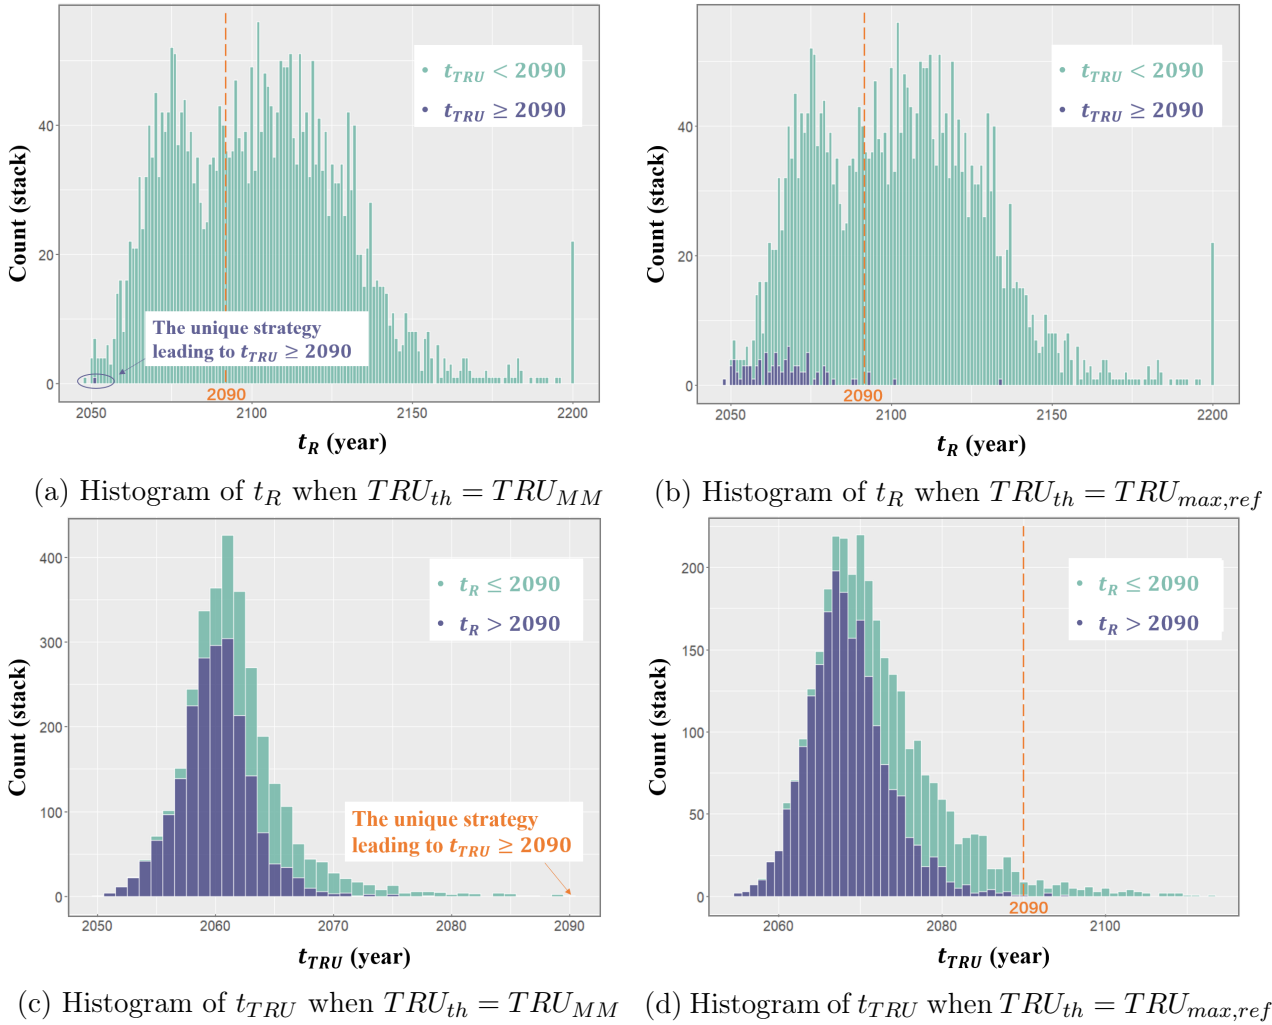 Count (stack)
40
20
0
t_TRU < 2090
t_TRU ≥ 2090
The unique strategy
leading to t_TRU ≥ 2090
2090
2050
2100
2150
2200
t_R (year)
(a) Histogram of t_R when TRU_th = TRU_MM
Count (stack)
40
20
0
t_TRU < 2090
t_TRU ≥ 2090
2090
2050
2100
2150
2200
t_R (year)
(b) Histogram of t_R when TRU_th = TRU_max,ref
Count (stack)
400
300
200
100
0
t_R ≤ 2090
t_R > 2090
The unique strategy
leading to t_TRU ≥ 2090
2050
2060
2070
2080
2090
t_TRU (year)
(c) Histogram of t_TRU when TRU_th = TRU_MM
Count (stack)
200
150
100
50
0
t_R ≤ 2090
t_R > 2090
2090
2060
2080
2100
t_TRU (year)
(d) Histogram of t_TRU when TRU_th = TRU_max,ref